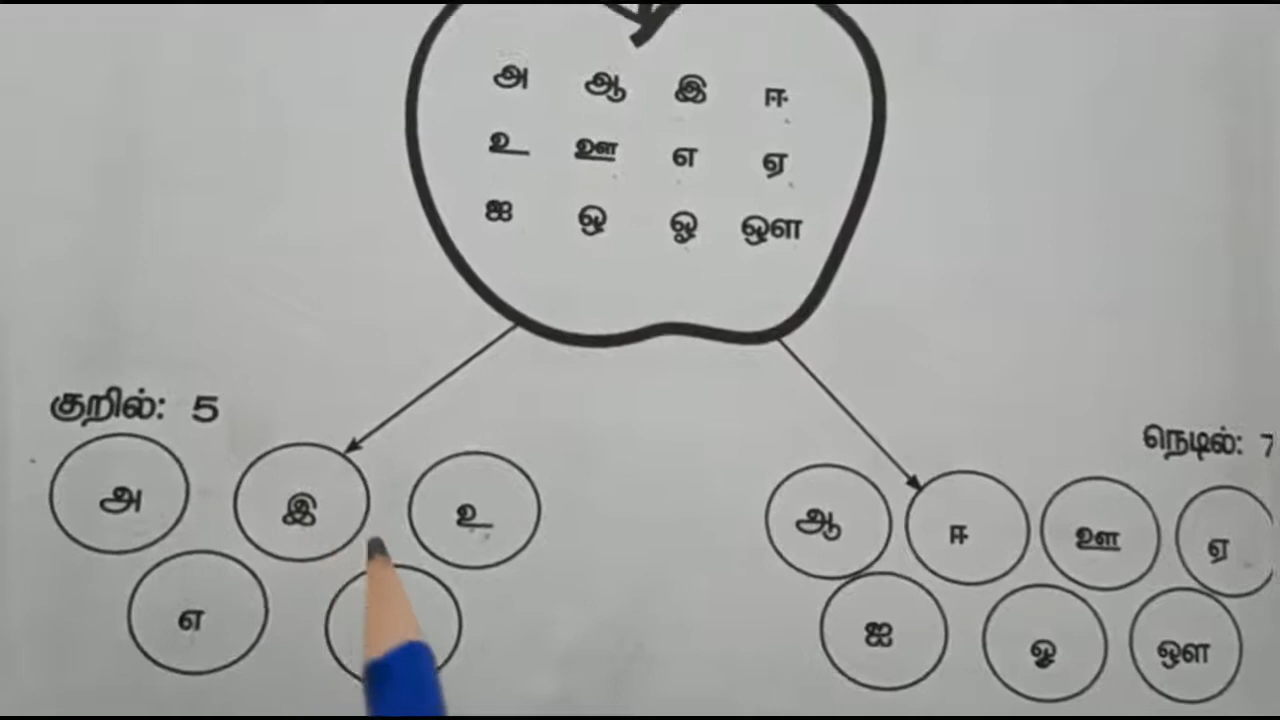 அ ஆ இ ஈ
உ ஊ எ ஏ
ஐ ஒ ஓ ஔ
குறில்: 5
நெடில்: 7
அ இ உ
எ
ஆ ஈ ஊ ஏ
ஐ ஓ ஔ